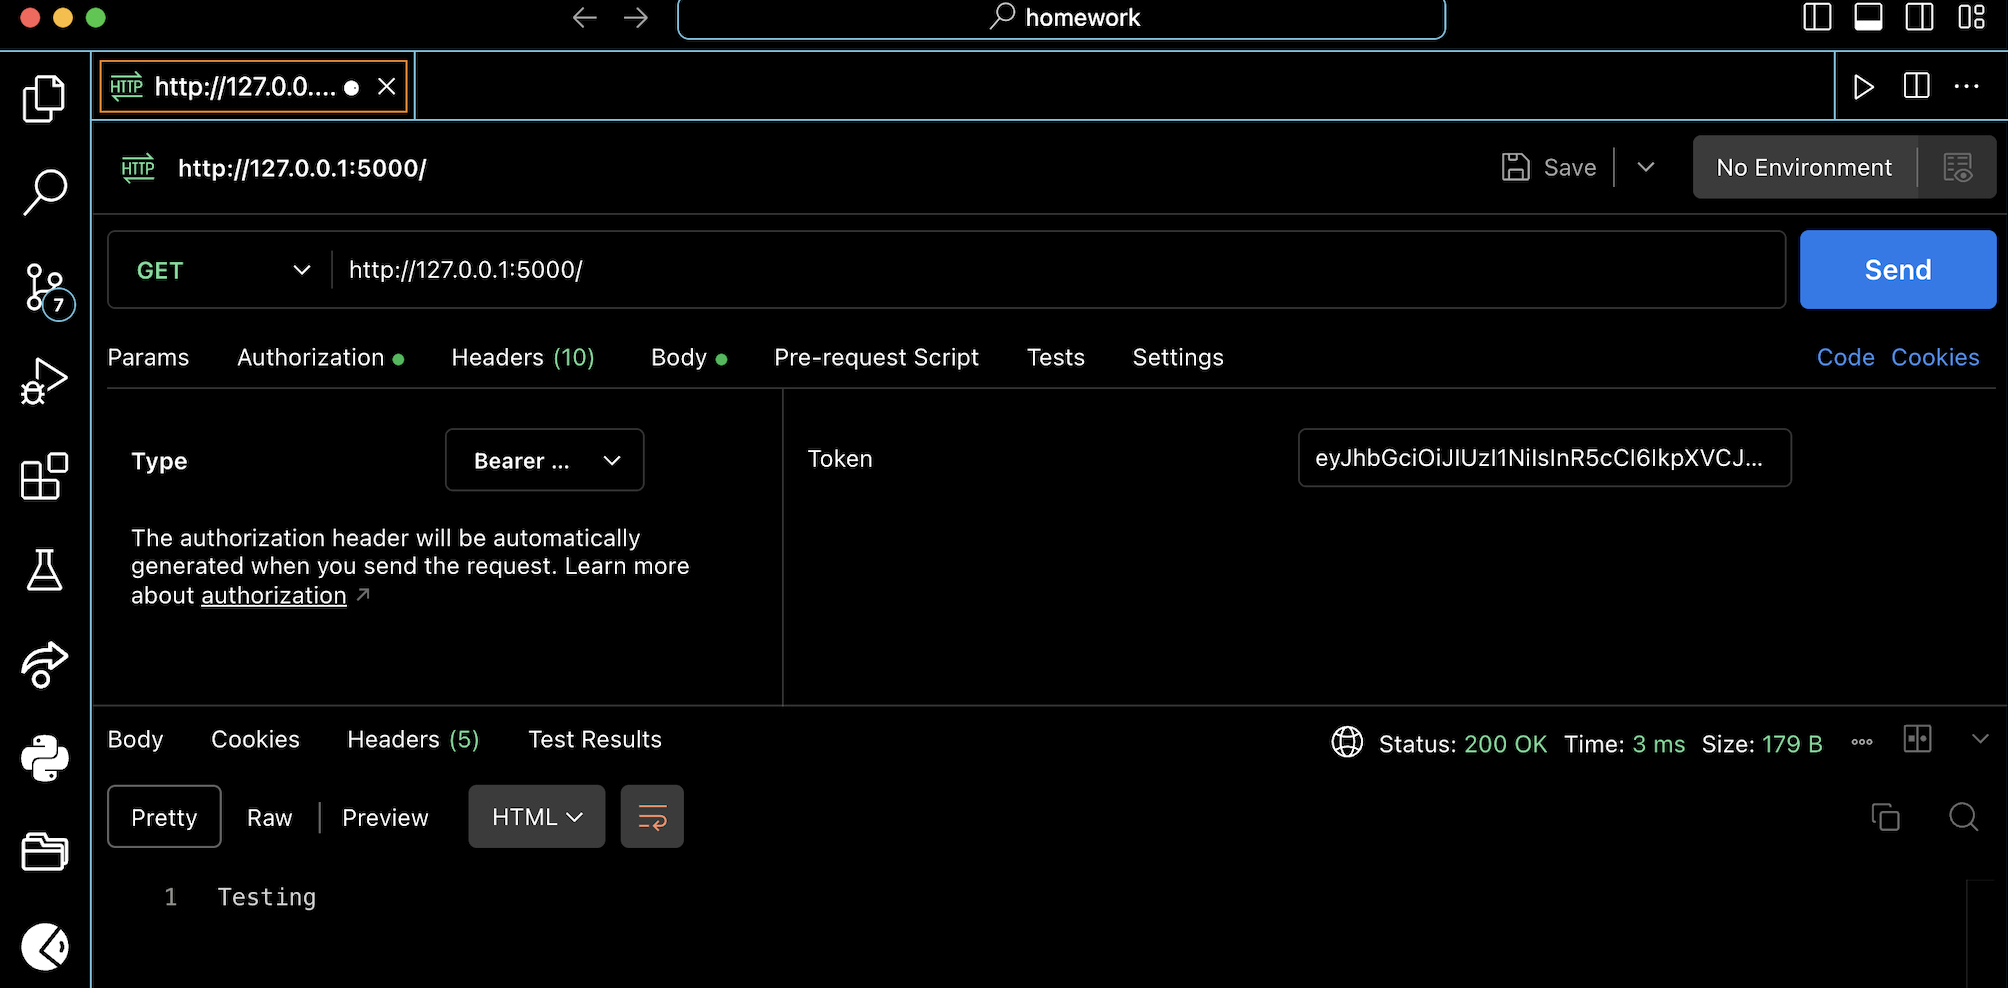 homework
HTTP http://127.0.0....
HTTP http://127.0.0.1:5000/ Save No Environment
GET http://127.0.0.1:5000/ Send
7
Params Authorization Headers (10) Body Pre-request Script Tests Settings Code Cookies
Type Bearer ... Token eyJhbGciOiJIUzI1NiIsInR5cCI6IkpXVCJ...
The authorization header will be automatically
generated when you send the request. Learn more
about authorization
Body Cookies Headers (5) Test Results Status: 200 OK Time: 3 ms Size: 179 B
Pretty Raw Preview HTML
1 Testing